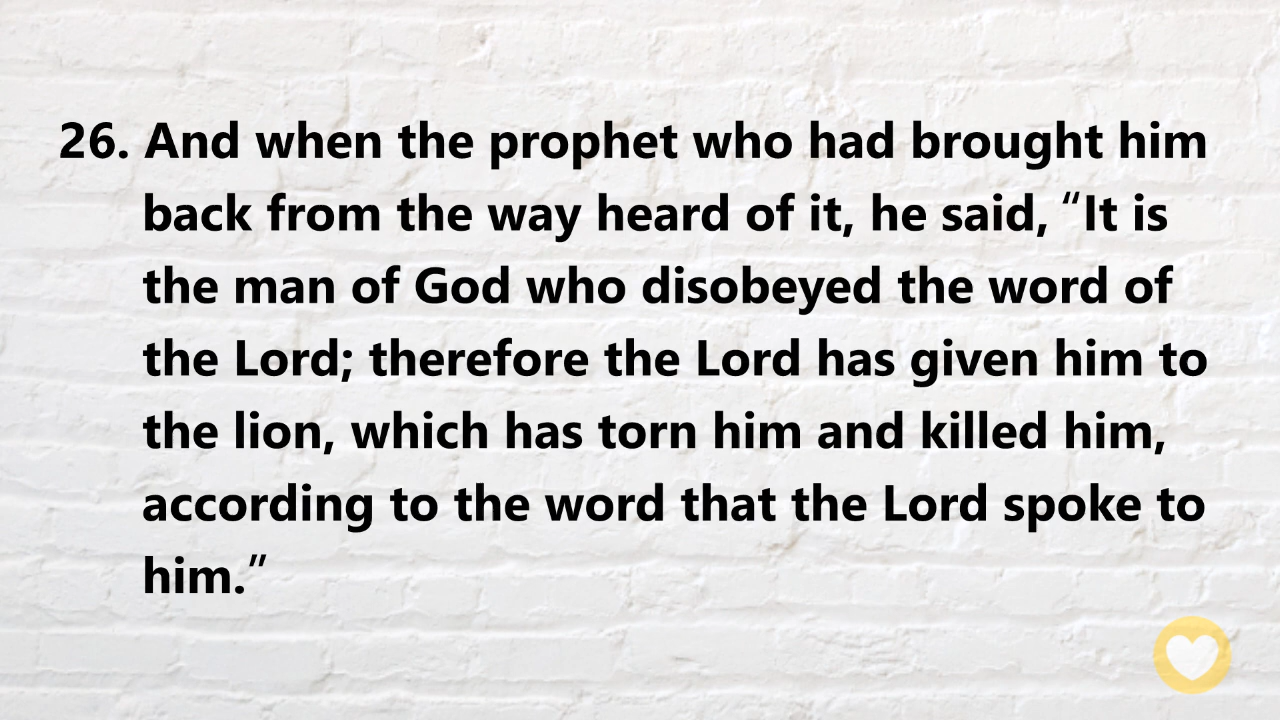 26. And when the prophet who had brought him
back from the way heard of it, he said, “It is
the man of God who disobeyed the word of
the Lord; therefore the Lord has given him to
the lion, which has torn him and killed him,
according to the word that the Lord spoke to
him.”